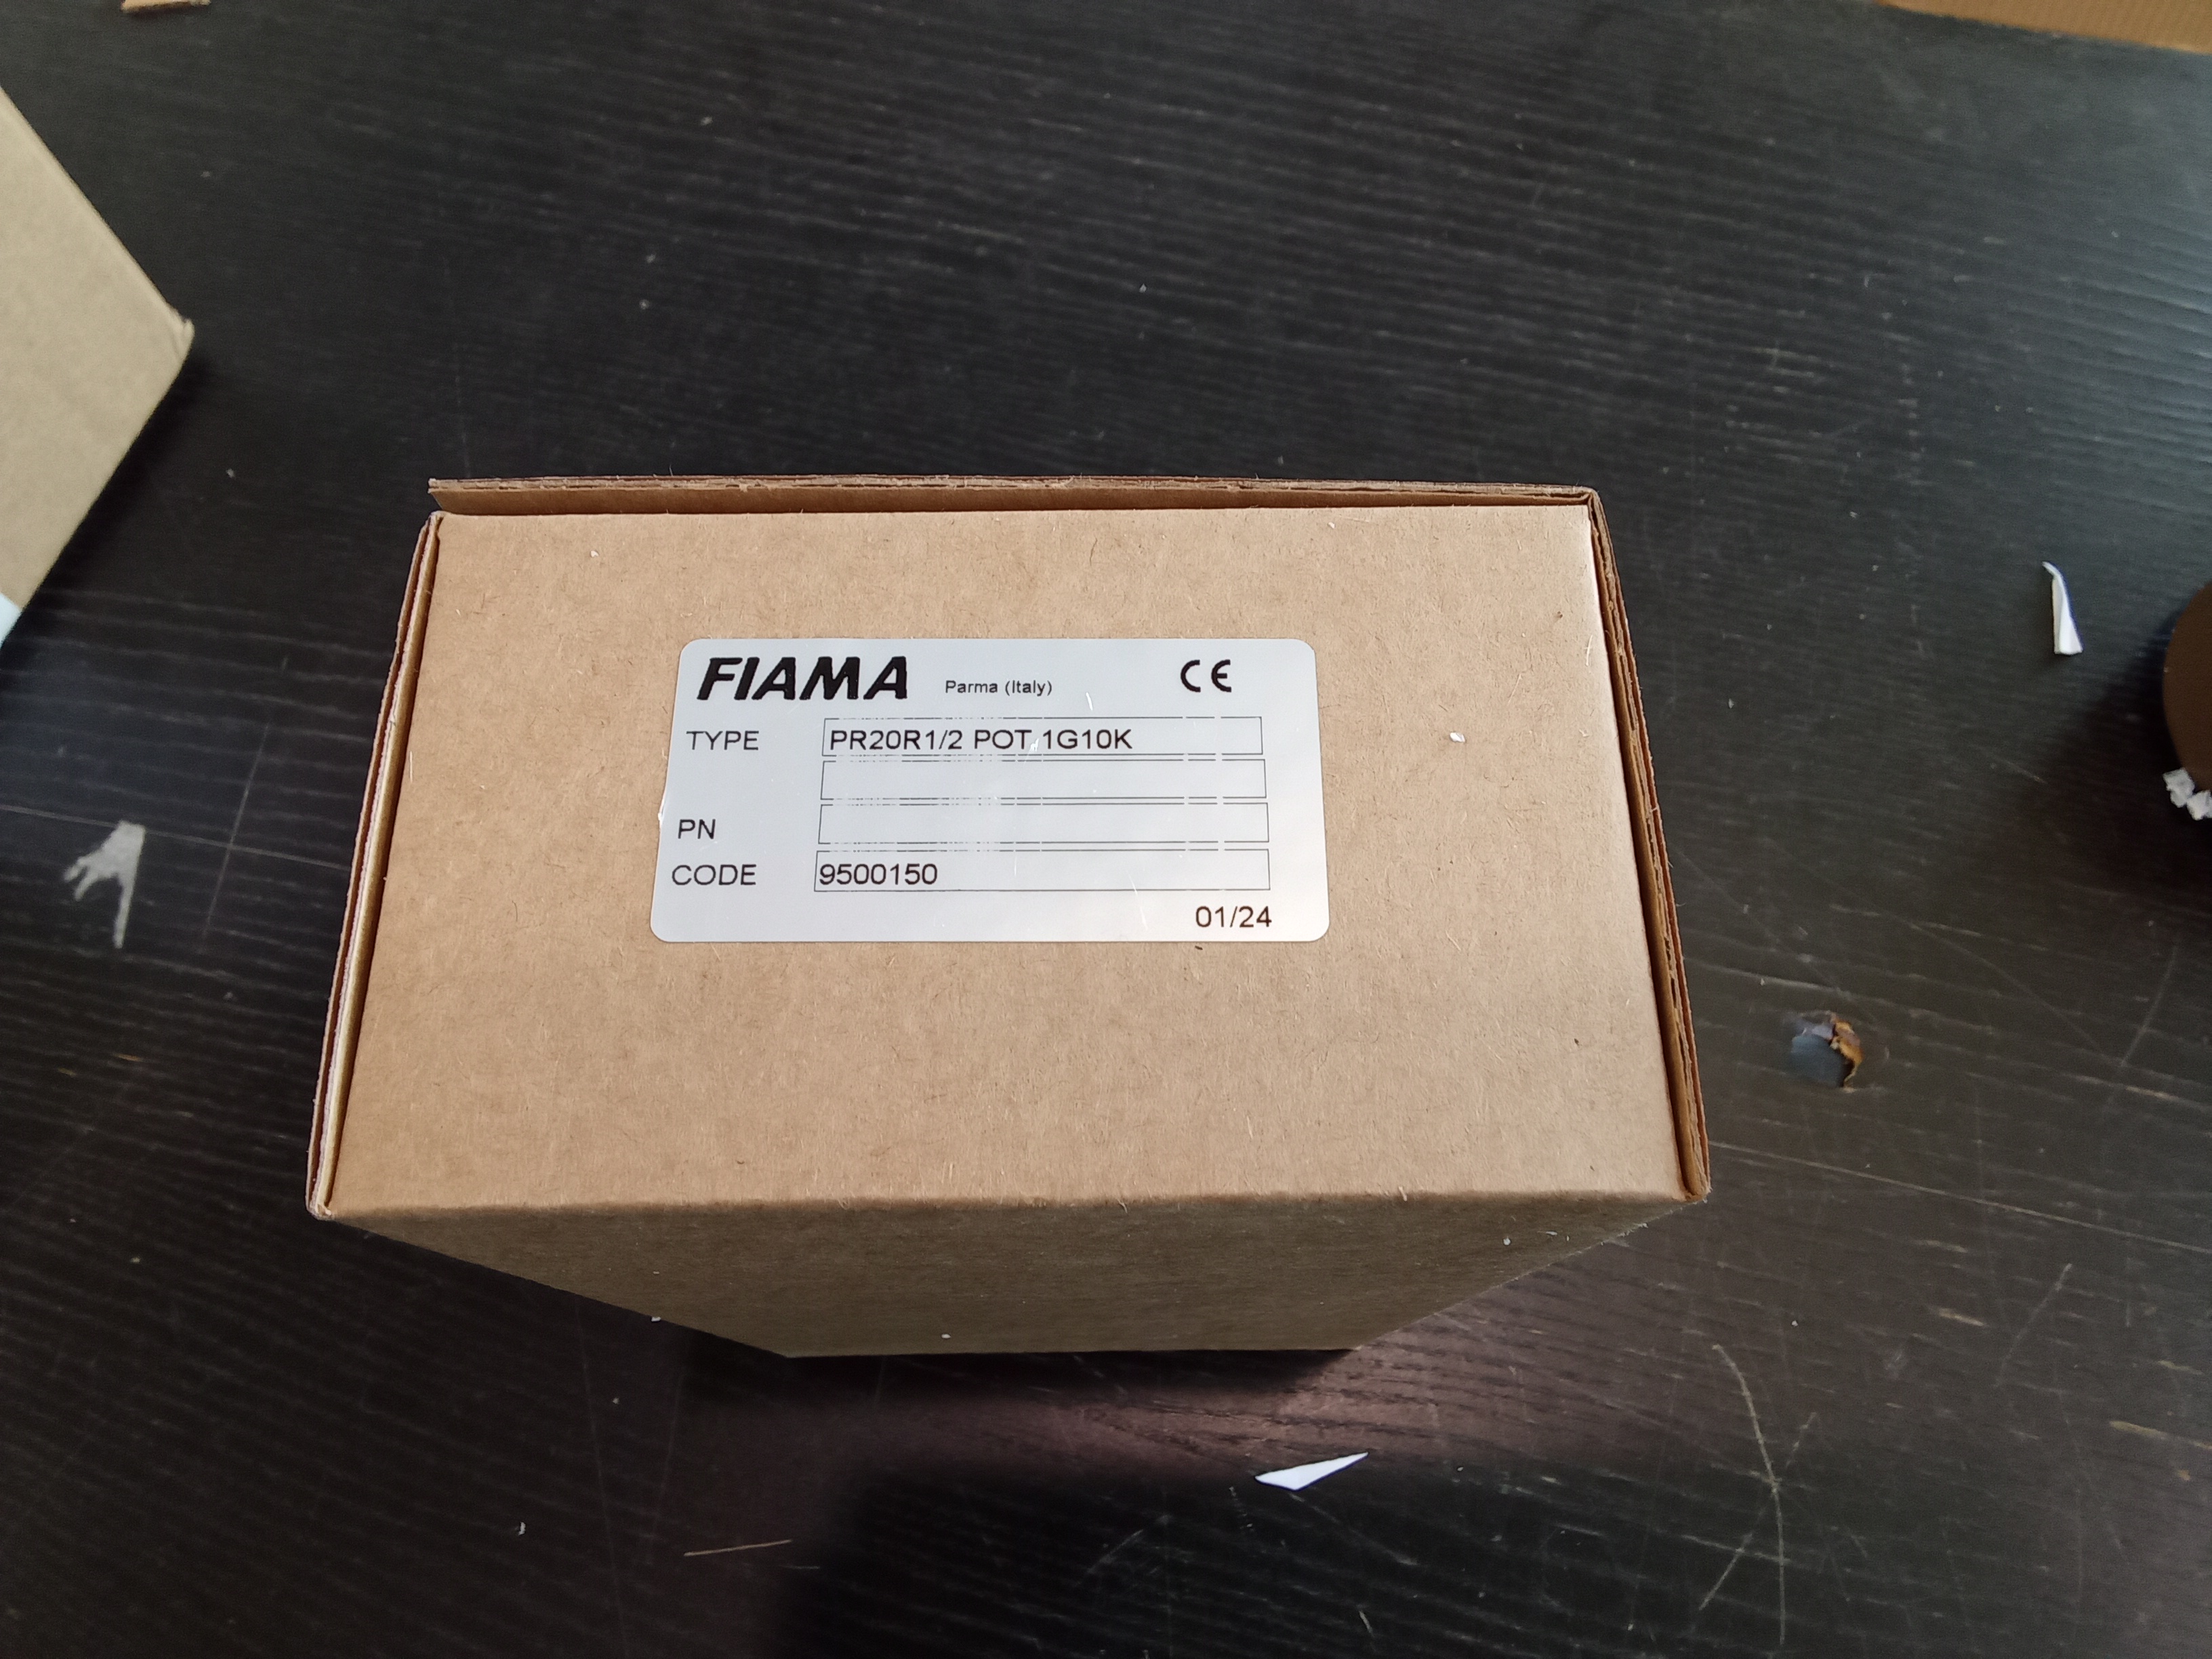 FIAMA Parma (Italy) CE
TYPE PR20R1/2 POT 1G10K
PN
CODE 9500150
01/24